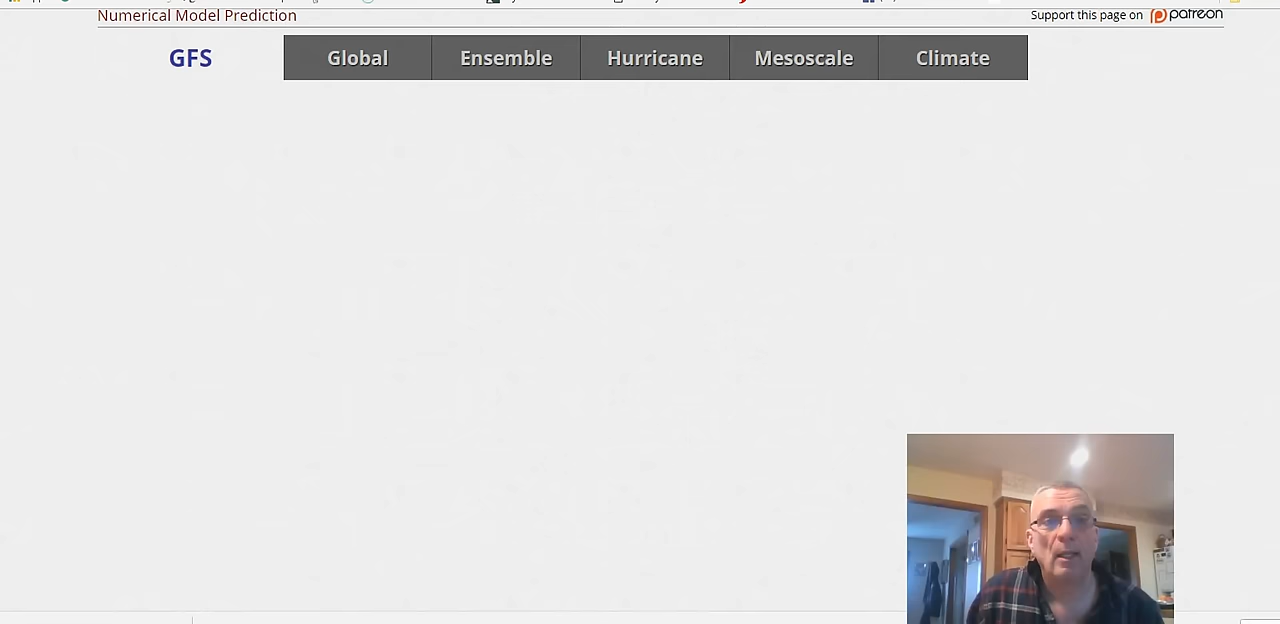 Numerical Model Prediction
Support this page on patreon
GFS
Global
Ensemble
Hurricane
Mesoscale
Climate